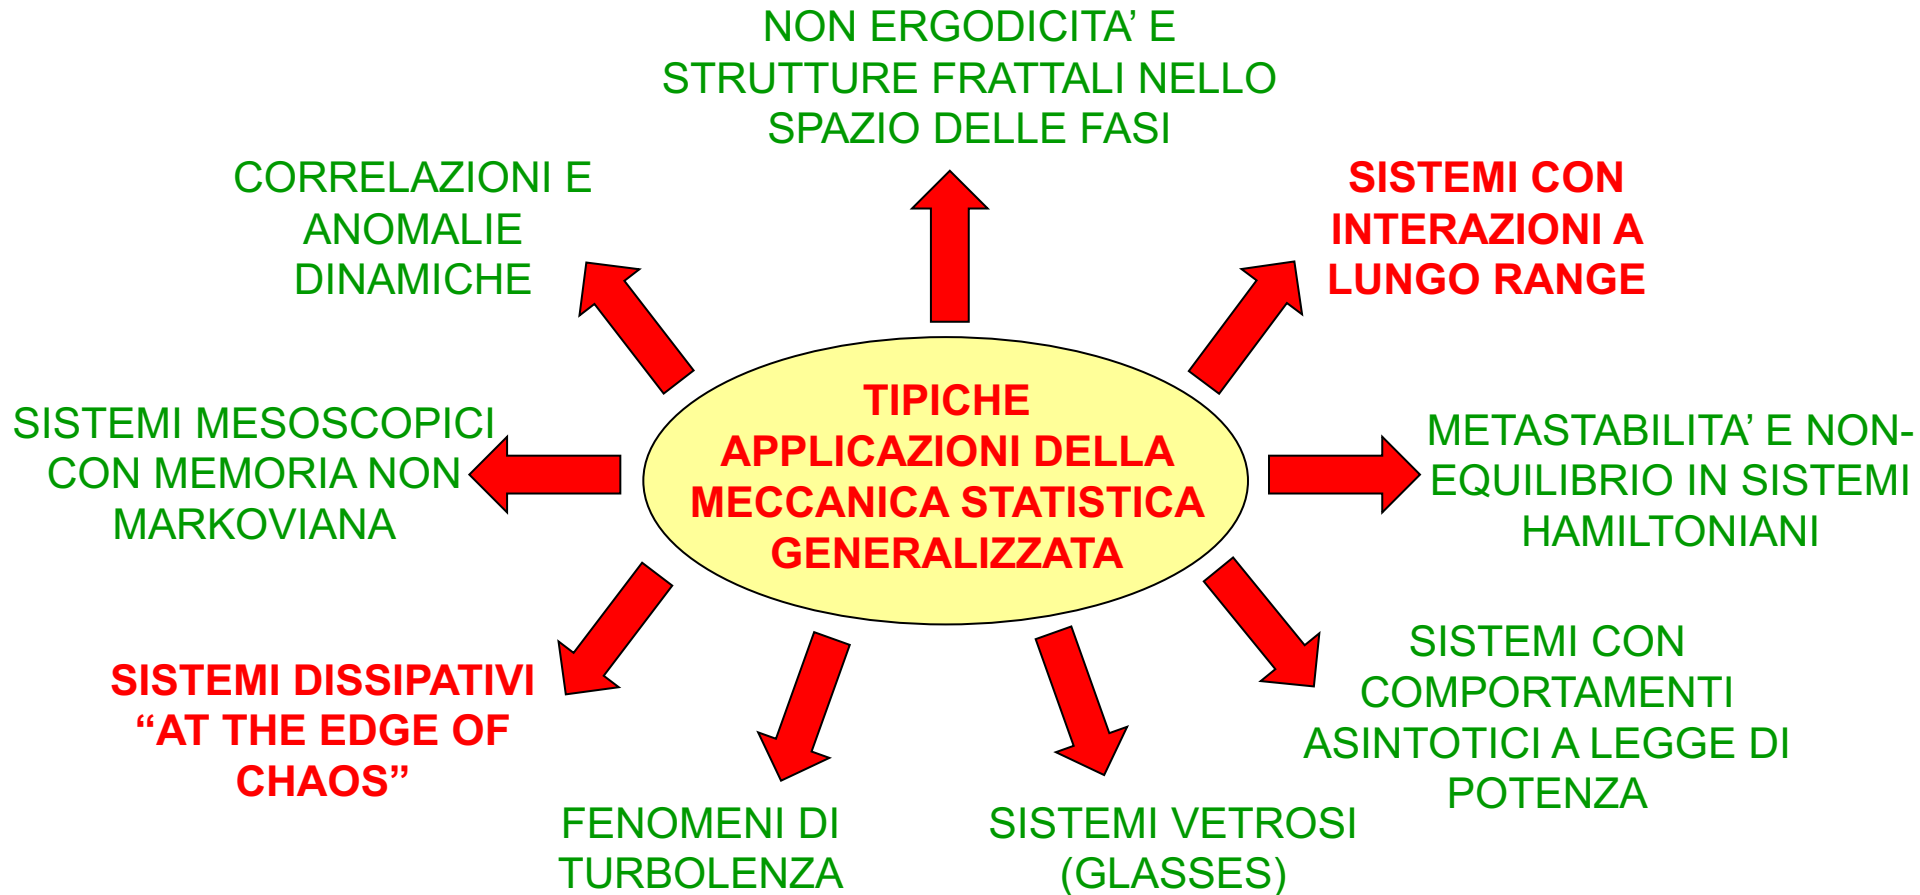 NON ERGODICITA’ E
STRUTTURE FRATTALI NELLO
SPAZIO DELLE FASI
CORRELAZIONI E
ANOMALIE
DINAMICHE
SISTEMI CON
INTERAZIONI A
LUNGO RANGE
TIPICHE
APPLICAZIONI DELLA
MECCANICA STATISTICA
GENERALIZZATA
SISTEMI MESOSCOPICI
CON MEMORIA NON
MARKOVIANA
METASTABILITA’ E NON-
EQUILIBRIO IN SISTEMI
HAMILTONIANI
SISTEMI DISSIPATIVI
“AT THE EDGE OF
CHAOS”
SISTEMI CON
COMPORTAMENTI
ASINTOTICI A LEGGE DI
POTENZA
FENOMENI DI
TURBOLENZA
SISTEMI VETROSI
(GLASSES)